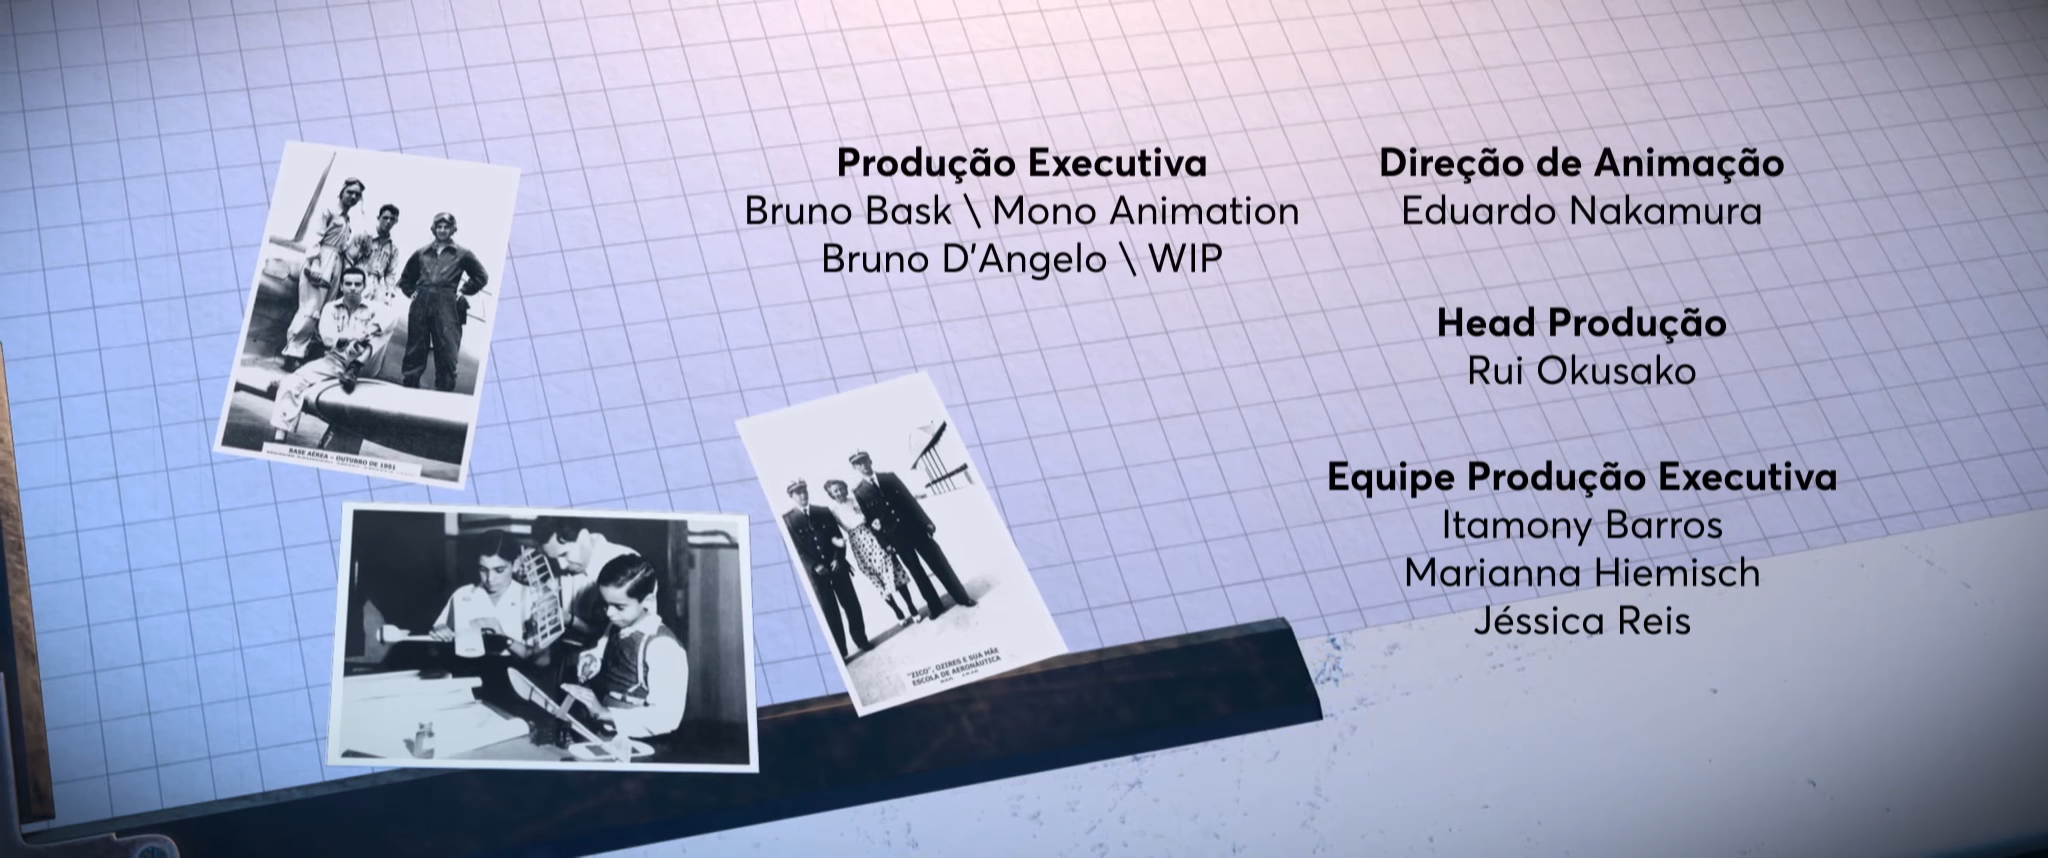 Produção Executiva
Bruno Bask \ Mono Animation
Bruno D'Angelo \ WIP
Direção de Animação
Eduardo Nakamura
Head Produção
Rui Okusako
Equipe Produção Executiva
Itamony Barros
Marianna Hiemisch
Jéssica Reis
BASE AÉREA – OUTUBRO DE 1951
"ZICO", OZIRES E SUA MÃE
ESCOLA DE AERONÁUTICA